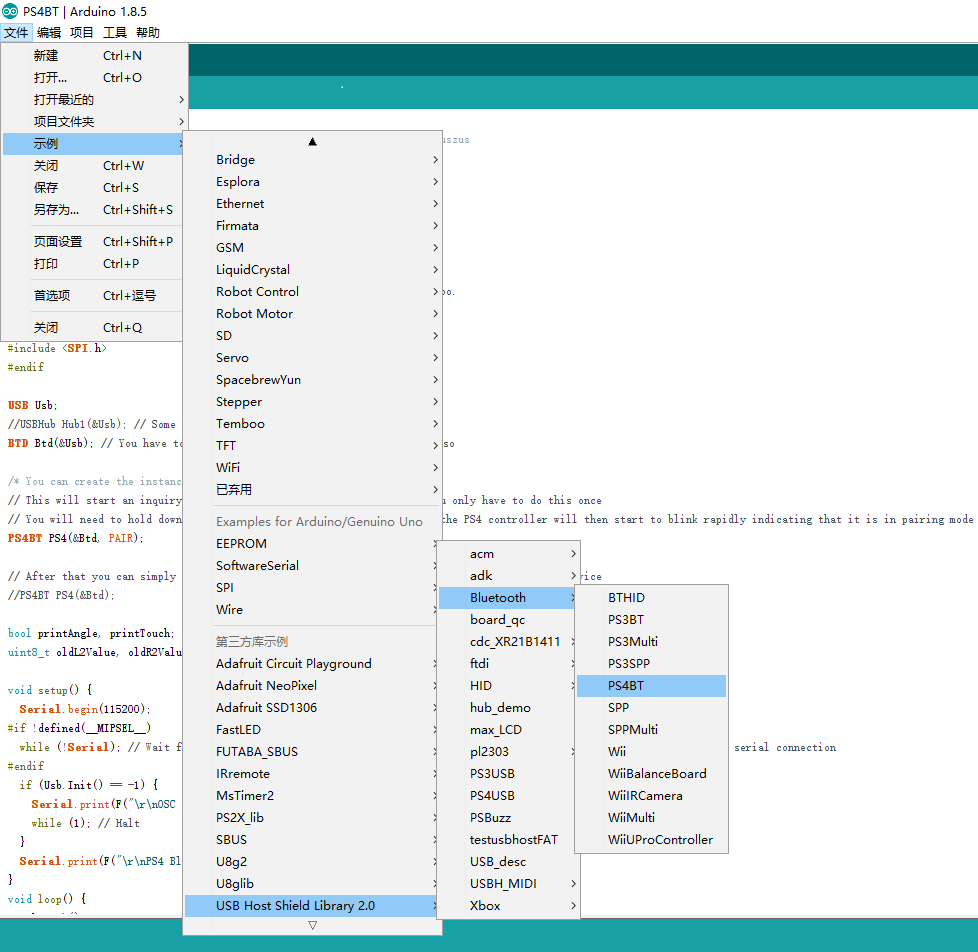 PS4BT | Arduino 1.8.5
文件 编辑 项目 工具 帮助
新建 Ctrl+N
打开... Ctrl+O
打开最近的
项目文件夹
示例
关闭 Ctrl+W
保存 Ctrl+S
另存为... Ctrl+Shift+S
页面设置 Ctrl+Shift+P
打印 Ctrl+P
首选项 Ctrl+逗号
关闭 Ctrl+Q
Bridge
Esplora
Ethernet
Firmata
GSM
LiquidCrystal
Robot Control
Robot Motor
SD
Servo
SpacebrewYun
Stepper
Temboo
TFT
WiFi
已弃用
Examples for Arduino/Genuino Uno
EEPROM
SoftwareSerial
SPI
Wire
第三方库示例
Adafruit Circuit Playground
Adafruit NeoPixel
Adafruit SSD1306
FastLED
FUTABA_SBUS
IRremote
MsTimer2
PS2X_lib
SBUS
U8g2
U8glib
USB Host Shield Library 2.0
acm
adk
Bluetooth
board_qc
cdc_XR21B1411
ftdi
HID
hub_demo
max_LCD
pl2303
PS3USB
PS4USB
PSBuzz
testusbhostFAT
USB_desc
USBH_MIDI
Xbox
BTHID
PS3BT
PS3Multi
PS3SPP
PS4BT
SPP
SPPMulti
Wii
WiiBalanceBoard
WiiIRCamera
WiiMulti
WiiUProController
#include <SPI.h>
#endif
USB Usb;
//USBHub Hub1(&Usb); // Some
BTD Btd(&Usb); // You have to so
/* You can create the instanc
// This will start an inquiry only have to do this once
// You will need to hold down the PS4 controller will then start to blink rapidly indicating that it is in pairing mode
PS4BT PS4(&Btd, PAIR);
// After that you can simply vice
//PS4BT PS4(&Btd);
bool printAngle, printTouch;
uint8_t oldL2Value, oldR2Valu
void setup() {
Serial.begin(115200);
#if !defined(__MIPSEL__)
while (!Serial); // Wait f serial connection
#endif
if (Usb.Init() == -1) {
Serial.print(F("\r\nOSC
while (1); // Halt
}
Serial.print(F("\r\nPS4 Bl
}
void loop() {